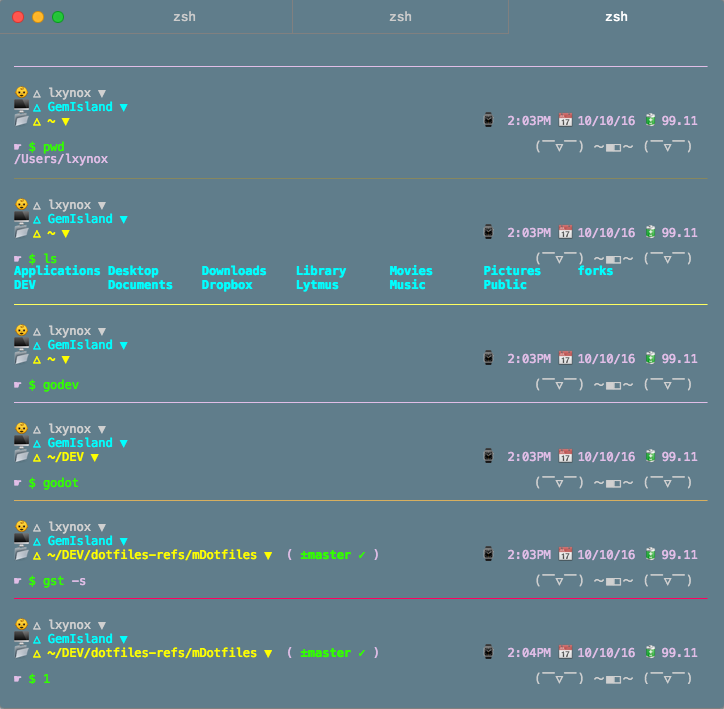 zsh zsh zsh
△ lxynox ▼
△ GemIsland ▼
△ ~ ▼ 2:03PM 10/10/16 99.11
☛ $ pwd (￣▽￣) ~■□~ (￣▽￣)
/Users/lxynox
△ lxynox ▼
△ GemIsland ▼
△ ~ ▼ 2:03PM 10/10/16 99.11
☛ $ ls (￣▽￣) ~■□~ (￣▽￣)
Applications Desktop Downloads Library Movies Pictures forks
DEV Documents Dropbox Lytmus Music Public
△ lxynox ▼
△ GemIsland ▼
△ ~ ▼ 2:03PM 10/10/16 99.11
☛ $ godev (￣▽￣) ~■□~ (￣▽￣)
△ lxynox ▼
△ GemIsland ▼
△ ~/DEV ▼ 2:03PM 10/10/16 99.11
☛ $ godot (￣▽￣) ~■□~ (￣▽￣)
△ lxynox ▼
△ GemIsland ▼
△ ~/DEV/dotfiles-refs/mDotfiles ▼ ( ±master ✓ ) 2:03PM 10/10/16 99.11
☛ $ gst -s (￣▽￣) ~■□~ (￣▽￣)
△ lxynox ▼
△ GemIsland ▼
△ ~/DEV/dotfiles-refs/mDotfiles ▼ ( ±master ✓ ) 2:04PM 10/10/16 99.11
☛ $ 1 (￣▽￣) ~■□~ (￣▽￣)